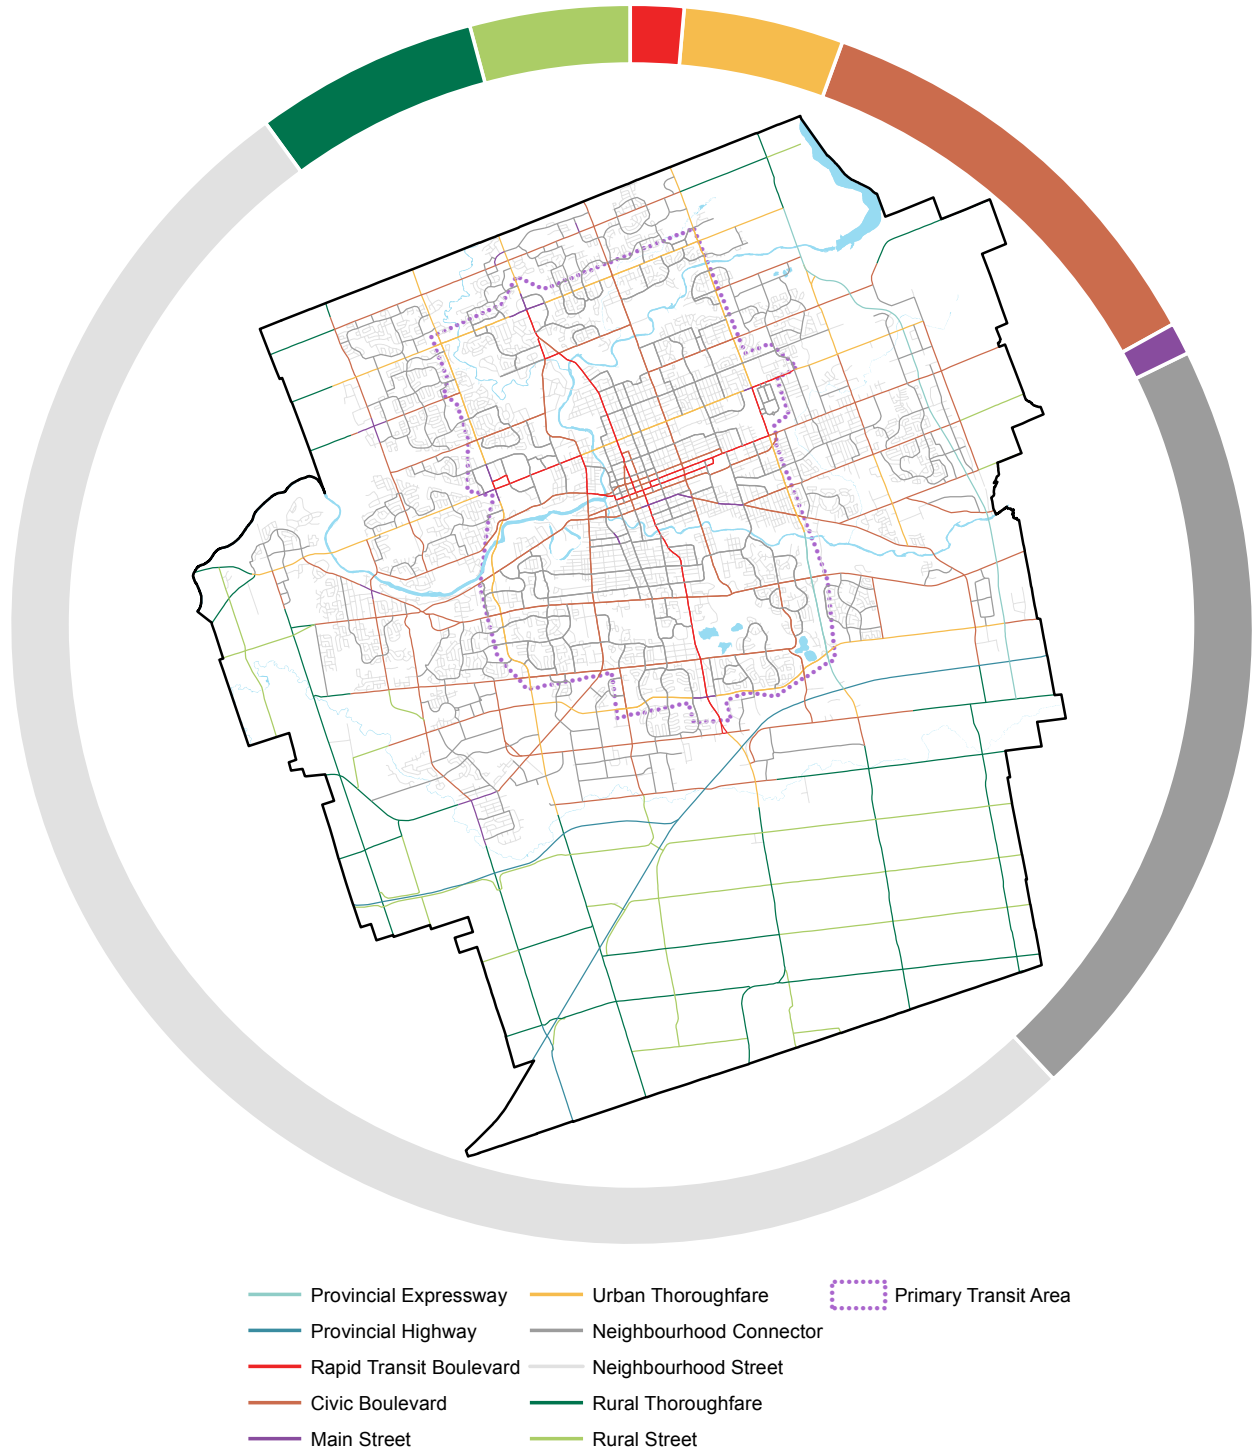 Provincial Expressway
Provincial Highway
Rapid Transit Boulevard
Civic Boulevard
Main Street
Urban Thoroughfare
Neighbourhood Connector
Neighbourhood Street
Rural Thoroughfare
Rural Street
Primary Transit Area